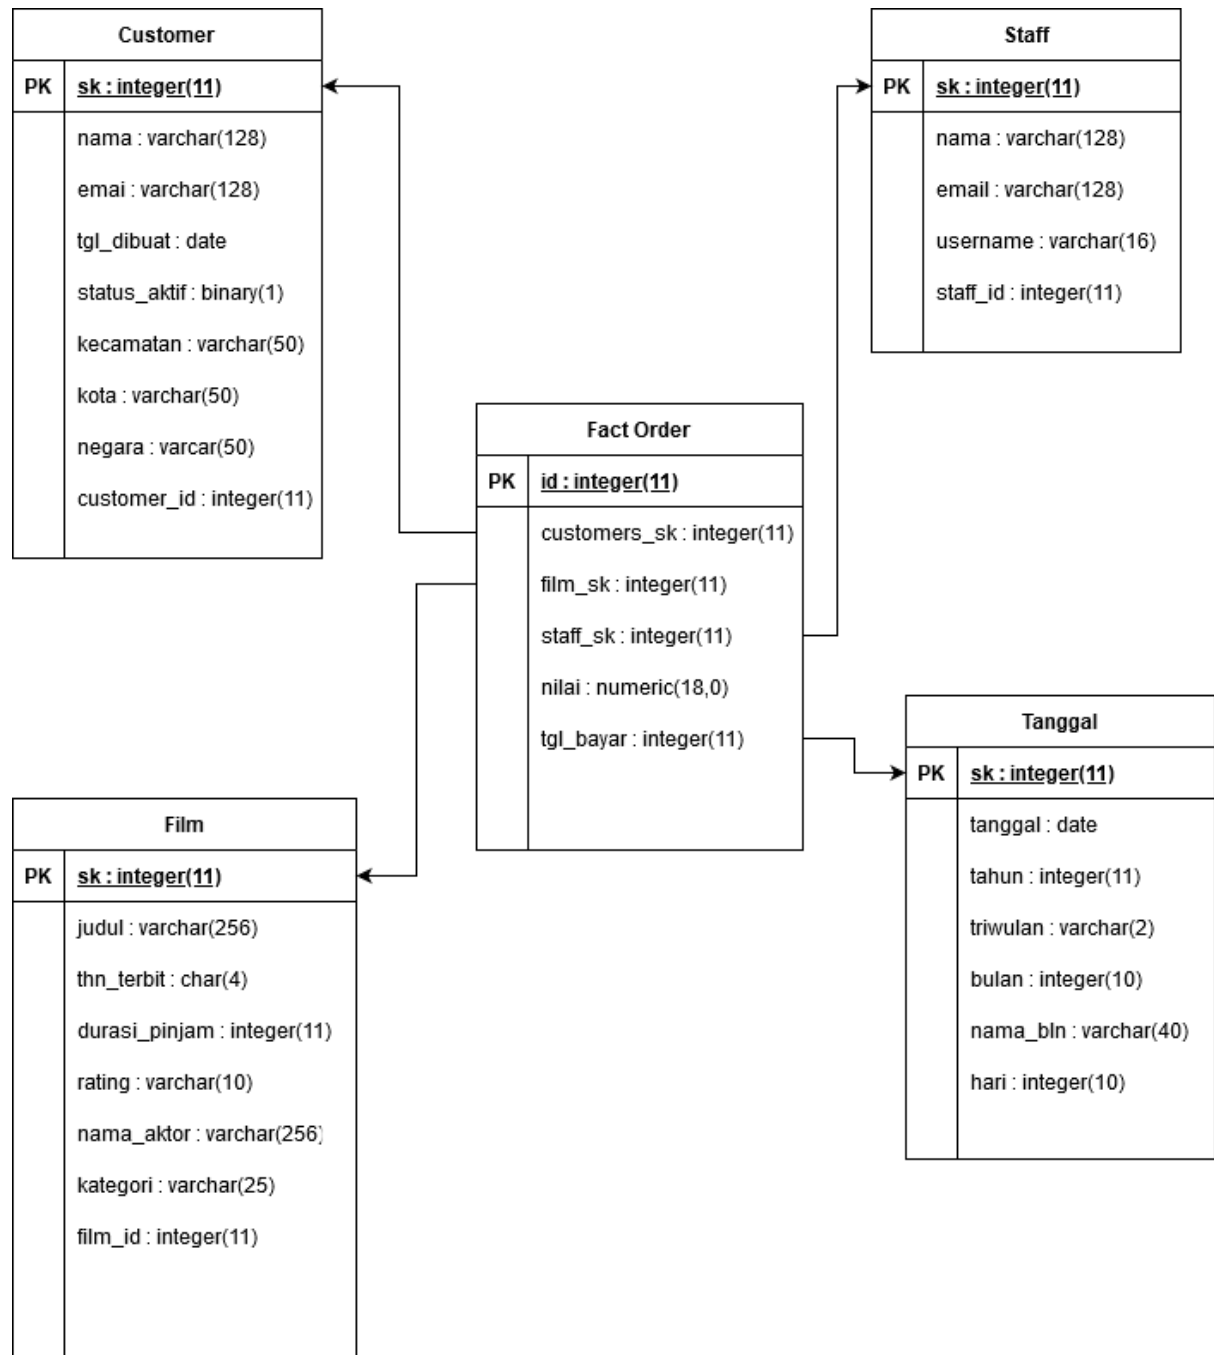 Customer
PK sk : integer(11)
nama : varchar(128)
emai : varchar(128)
tgl_dibuat : date
status_aktif : binary(1)
kecamatan : varchar(50)
kota : varchar(50)
negara : varcar(50)
customer_id : integer(11)
Staff
PK sk : integer(11)
nama : varchar(128)
email : varchar(128)
username : varchar(16)
staff_id : integer(11)
Fact Order
PK id : integer(11)
customers_sk : integer(11)
film_sk : integer(11)
staff_sk : integer(11)
nilai : numeric(18,0)
tgl_bayar : integer(11)
Tanggal
PK sk : integer(11)
tanggal : date
tahun : integer(11)
triwulan : varchar(2)
bulan : integer(10)
nama_bln : varchar(40)
hari : integer(10)
Film
PK sk : integer(11)
judul : varchar(256)
thn_terbit : char(4)
durasi_pinjam : integer(11)
rating : varchar(10)
nama_aktor : varchar(256)
kategori : varchar(25)
film_id : integer(11)